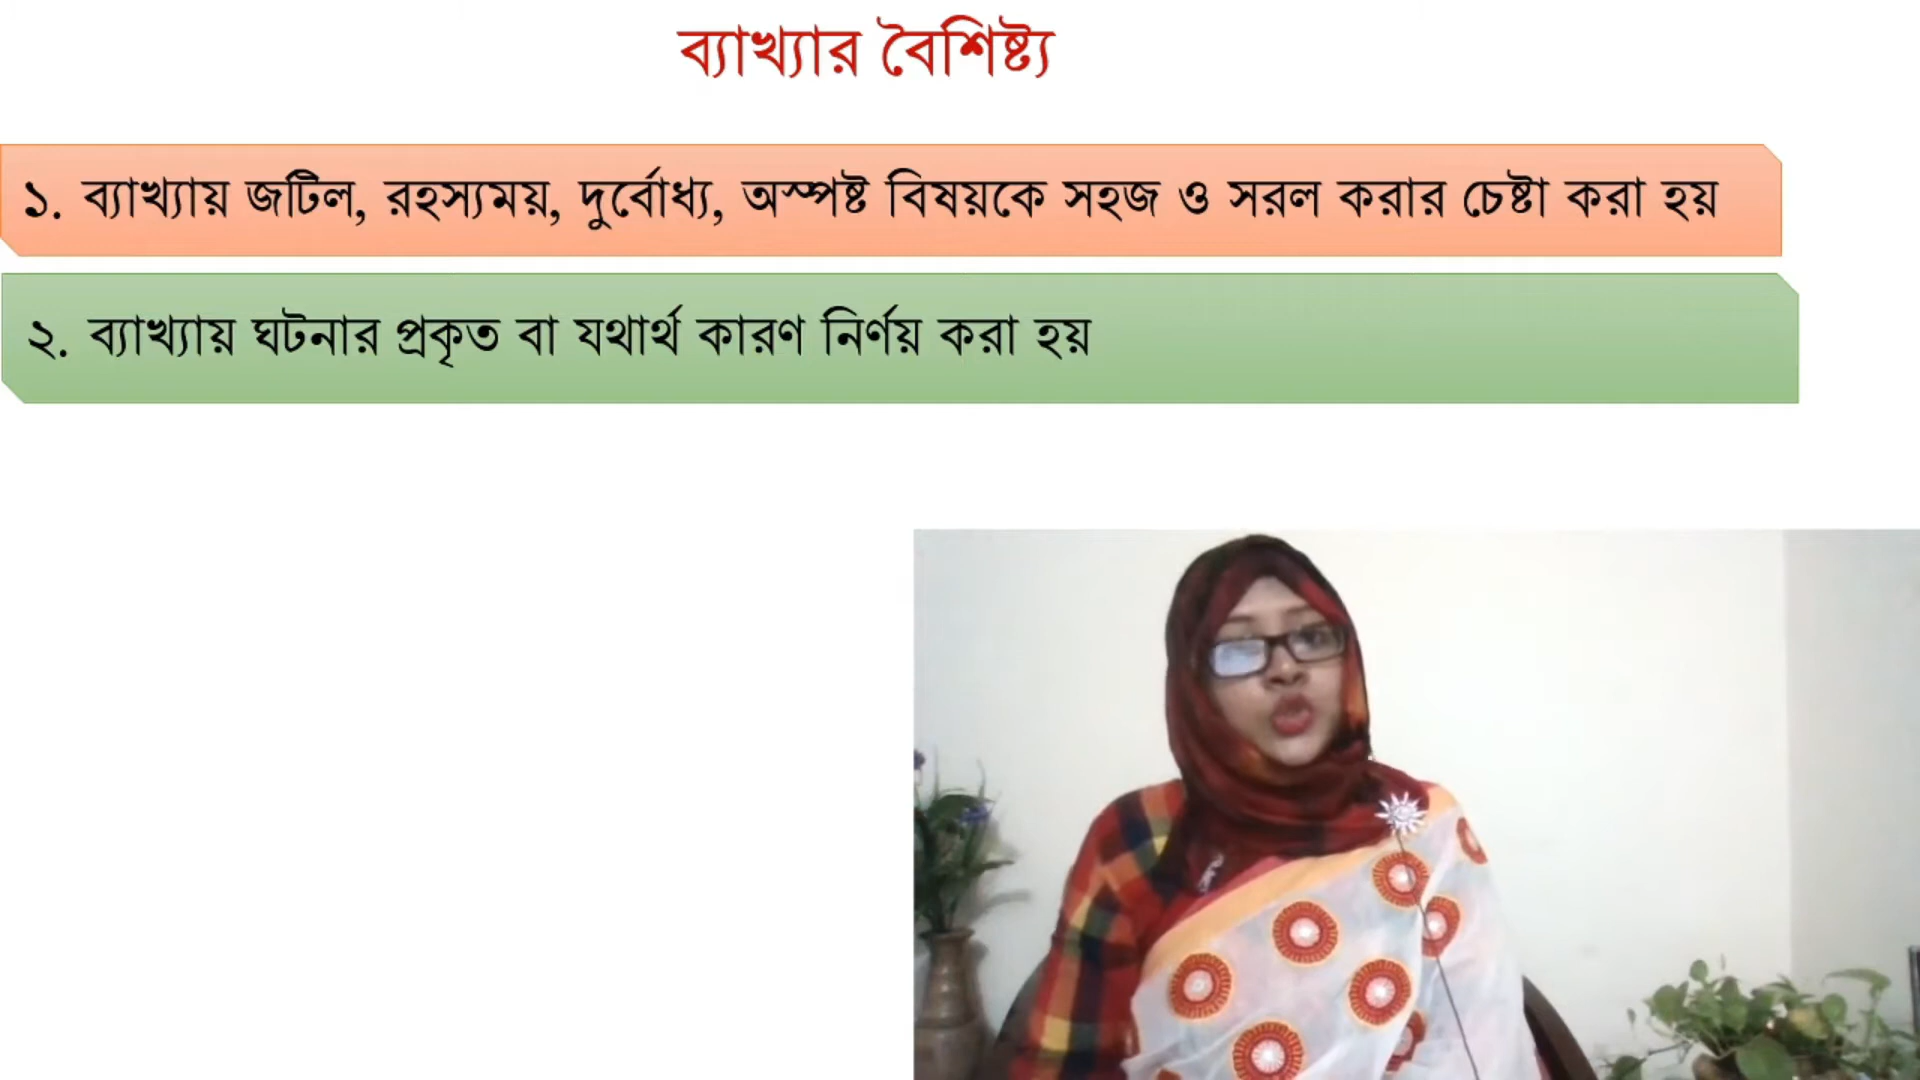 ব্যাখ্যার বৈশিষ্ট্য
১. ব্যাখ্যায় জটিল, রহস্যময়, দুর্বোধ্য, অস্পষ্ট বিষয়কে সহজ ও সরল করার চেষ্টা করা হয়
২. ব্যাখ্যায় ঘটনার প্রকৃত বা যথার্থ কারণ নির্ণয় করা হয়